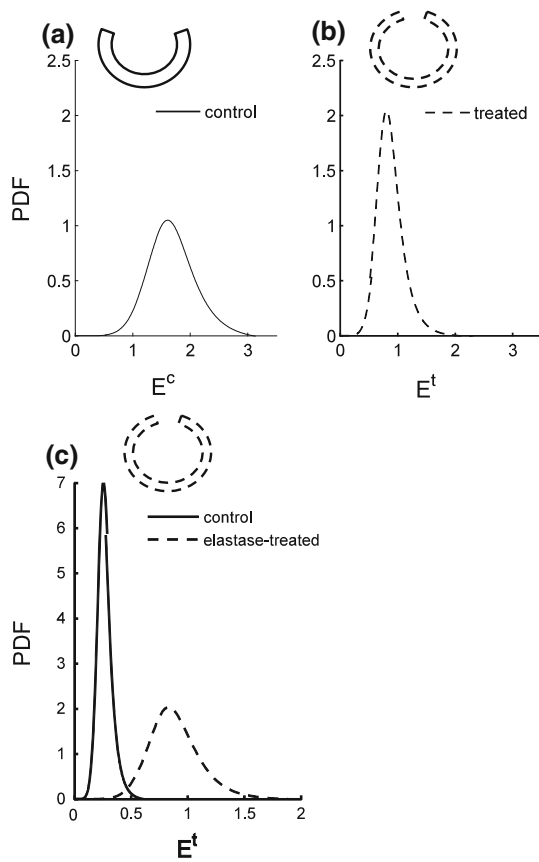 (a)
2.5
2
1.5
1
0.5
0
PDF
control
0 1 2 3
E^c
(b)
2.5
2
1.5
1
0.5
0
treated
0 1 2 3
E^t
(c)
7
6
5
4
3
2
1
0
PDF
control
elastase-treated
0 0.5 1 1.5 2
E^t